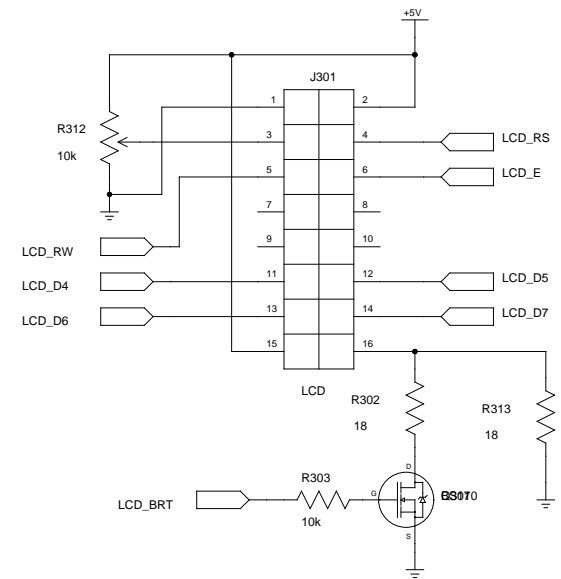 +5V
J301
1
2
R312
10k
3
4
LCD_RS
5
6
LCD_E
7
8
LCD_RW
9
10
LCD_D4
11
12
LCD_D5
LCD_D6
13
14
LCD_D7
15
16
LCD
R302
18
R313
18
D
R303
10k
G
LCD_BRT
S